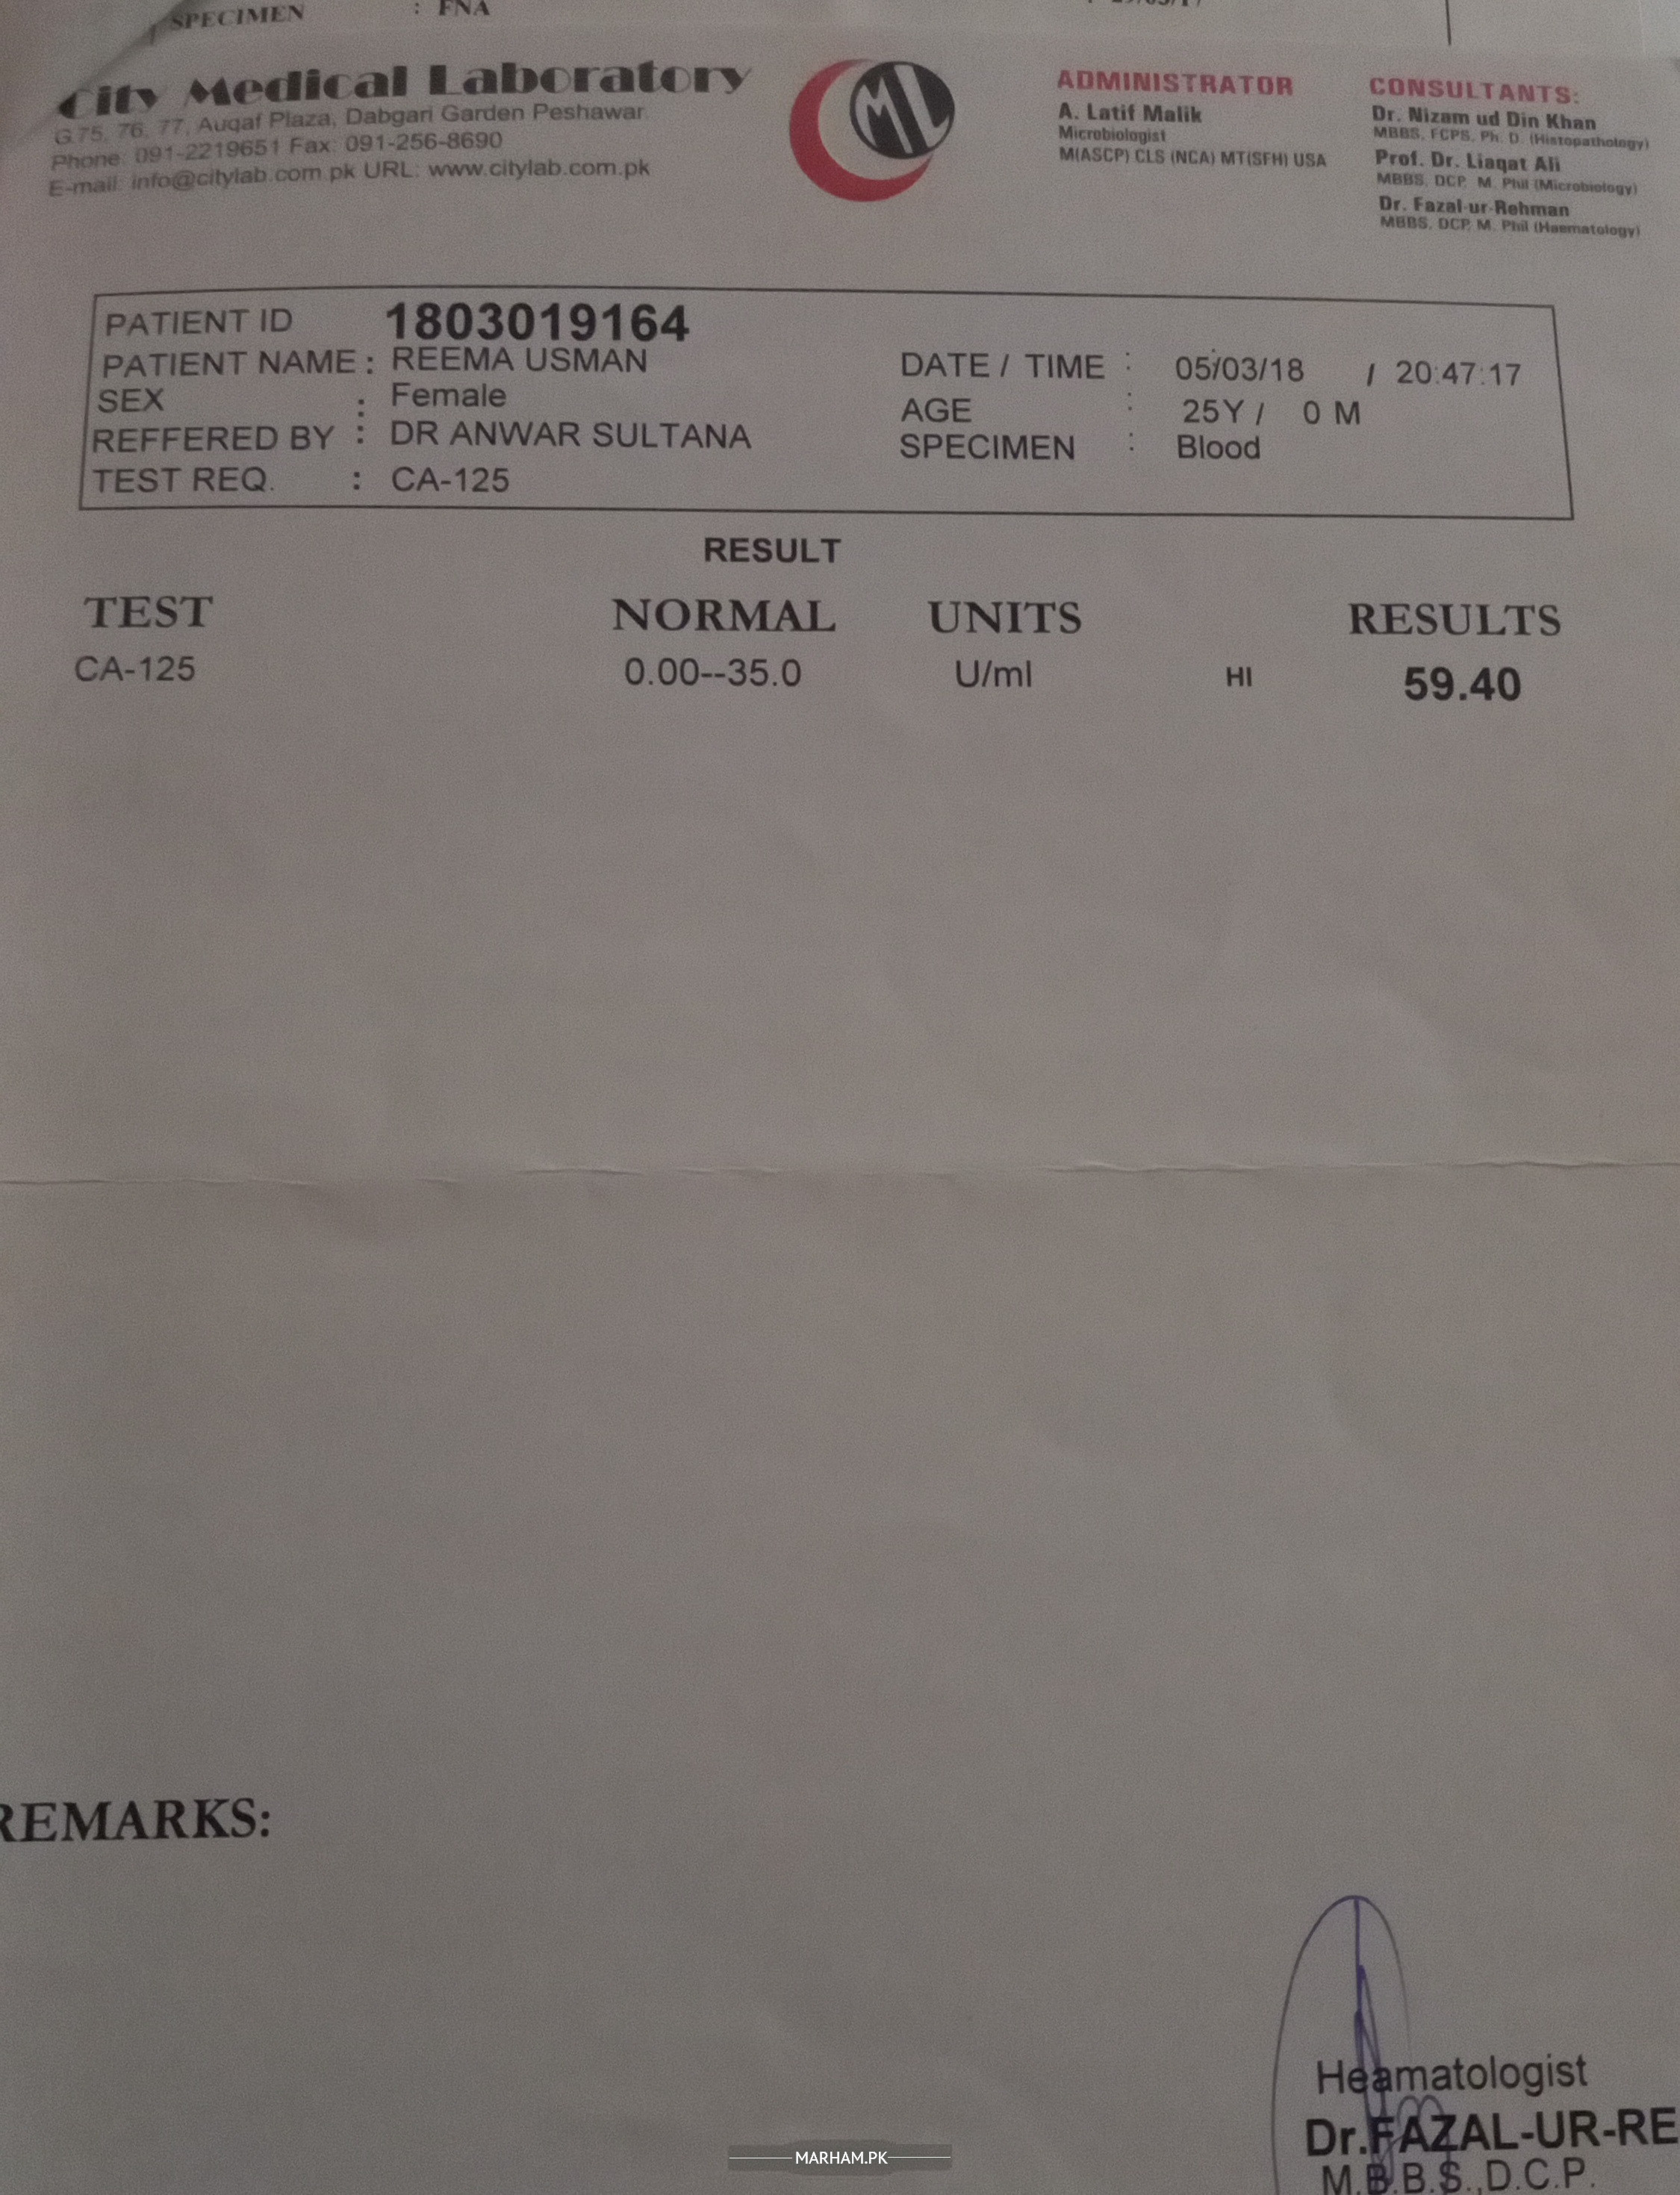 SPECIMEN : FNA
City Medical Laboratory
G.75, 76, 77, Auqaf Plaza, Dabgari Garden Peshawar.
Phone: 091-2219651 Fax: 091-256-8690
E-mail: info@citylab.com.pk URL: www.citylab.com.pk
ML
ADMINISTRATOR
A. Latif Malik
Microbiologist
M(ASCP) CLS (NCA) MT(SFH) USA
CONSULTANTS:
Dr. Nizam ud Din Khan
MBBS, FCPS, Ph. D. (Histopathology)
Prof. Dr. Liaqat Ali
MBBS, DCP, M. Phil (Microbiology)
Dr. Fazal-ur-Rehman
MBBS, DCP, M. Phil (Haematology)
PATIENT ID 1803019164
PATIENT NAME : REEMA USMAN DATE / TIME : 05/03/18 / 20:47:17
SEX : Female AGE : 25Y / 0 M
REFFERED BY : DR ANWAR SULTANA SPECIMEN : Blood
TEST REQ. : CA-125
RESULT
TEST NORMAL UNITS RESULTS
CA-125 0.00--35.0 U/ml HI 59.40
REMARKS:
Heamatologist
Dr.FAZAL-UR-RE
M.B.B.S.,D.C.P.
MARHAM.PK